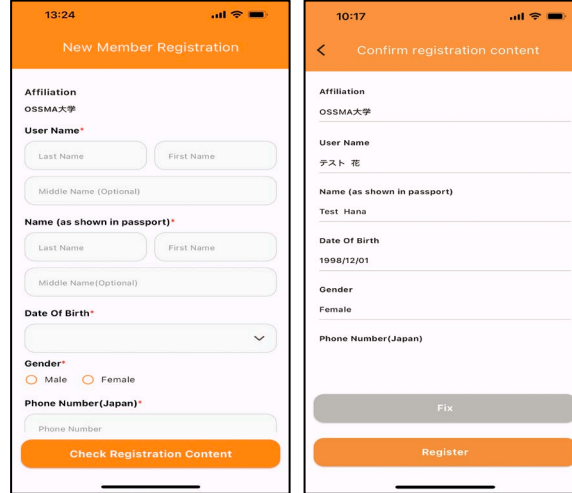 13:24
New Member Registration
Affiliation
OSSMA大学
User Name*
Last Name First Name
Middle Name (Optional)
Name (as shown in passport)*
Last Name First Name
Middle Name(Optional)
Date Of Birth*
Gender*
Male Female
Phone Number(Japan)*
Phone Number
Check Registration Content
10:17
Confirm registration content
Affiliation
OSSMA大学
User Name
テスト 花
Name (as shown in passport)
Test Hana
Date Of Birth
1998/12/01
Gender
Female
Phone Number(Japan)
Fix
Register